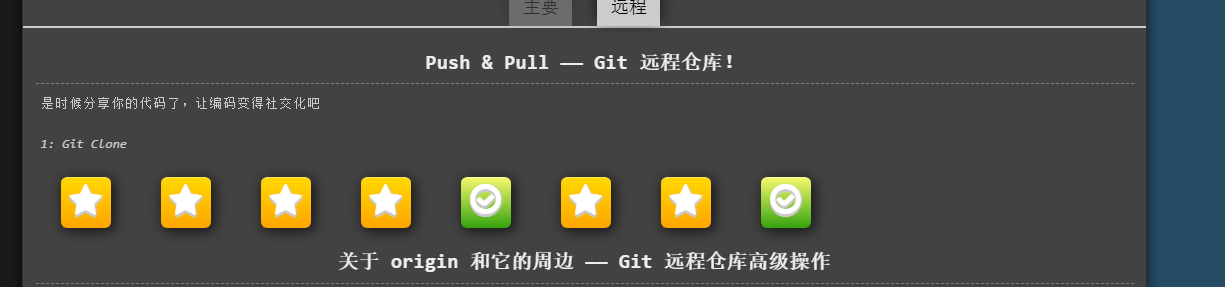 主要 远程
Push & Pull —— Git 远程仓库！
是时候分享你的代码了，让编码变得社交化吧
1: Git Clone
关于 origin 和它的周边 —— Git 远程仓库高级操作